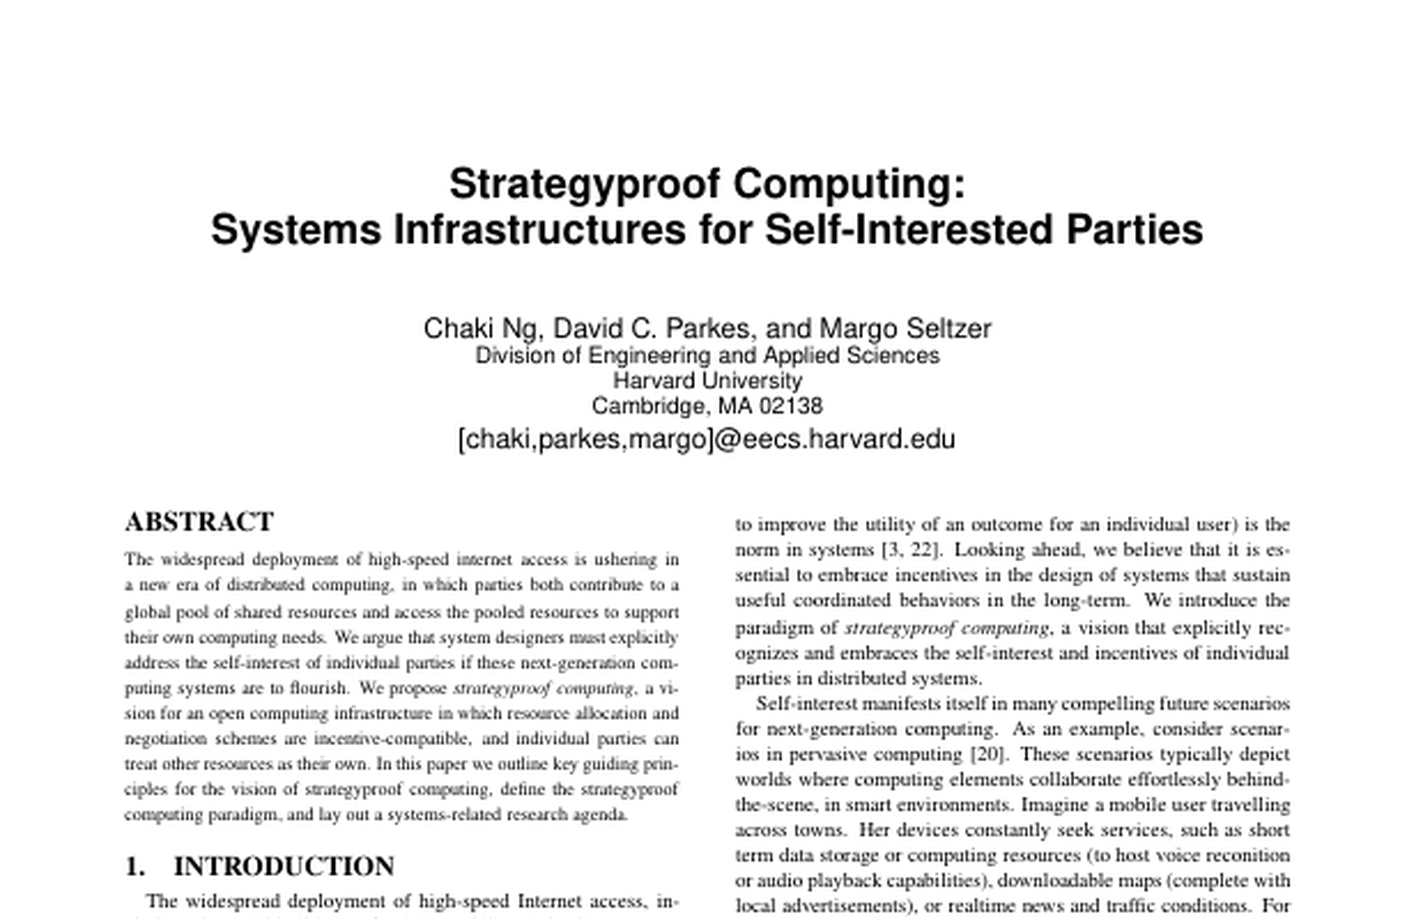 Strategyproof Computing:
Systems Infrastructures for Self-Interested Parties
Chaki Ng, David C. Parkes, and Margo Seltzer
Division of Engineering and Applied Sciences
Harvard University
Cambridge, MA 02138
[chaki,parkes,margo]@eecs.harvard.edu
ABSTRACT
The widespread deployment of high-speed internet access is ushering in
a new era of distributed computing, in which parties both contribute to a
global pool of shared resources and access the pooled resources to support
their own computing needs. We argue that system designers must explicitly
address the self-interest of individual parties if these next-generation com-
puting systems are to flourish. We propose strategyproof computing, a vi-
sion for an open computing infrastructure in which resource allocation and
negotiation schemes are incentive-compatible, and individual parties can
treat other resources as their own. In this paper we outline key guiding prin-
ciples for the vision of strategyproof computing, define the strategyproof
computing paradigm, and lay out a systems-related research agenda.
1. INTRODUCTION
The widespread deployment of high-speed Internet access, in-
to improve the utility of an outcome for an individual user) is the
norm in systems [3, 22]. Looking ahead, we believe that it is es-
sential to embrace incentives in the design of systems that sustain
useful coordinated behaviors in the long-term. We introduce the
paradigm of strategyproof computing, a vision that explicitly rec-
ognizes and embraces the self-interest and incentives of individual
parties in distributed systems.
Self-interest manifests itself in many compelling future scenarios
for next-generation computing. As an example, consider scenar-
ios in pervasive computing [20]. These scenarios typically depict
worlds where computing elements collaborate effortlessly behind-
the-scene, in smart environments. Imagine a mobile user travelling
across towns. Her devices constantly seek services, such as short
term data storage or computing resources (to host voice reconition
or audio playback capabilities), downloadable maps (complete with
local advertisements), or realtime news and traffic conditions. For